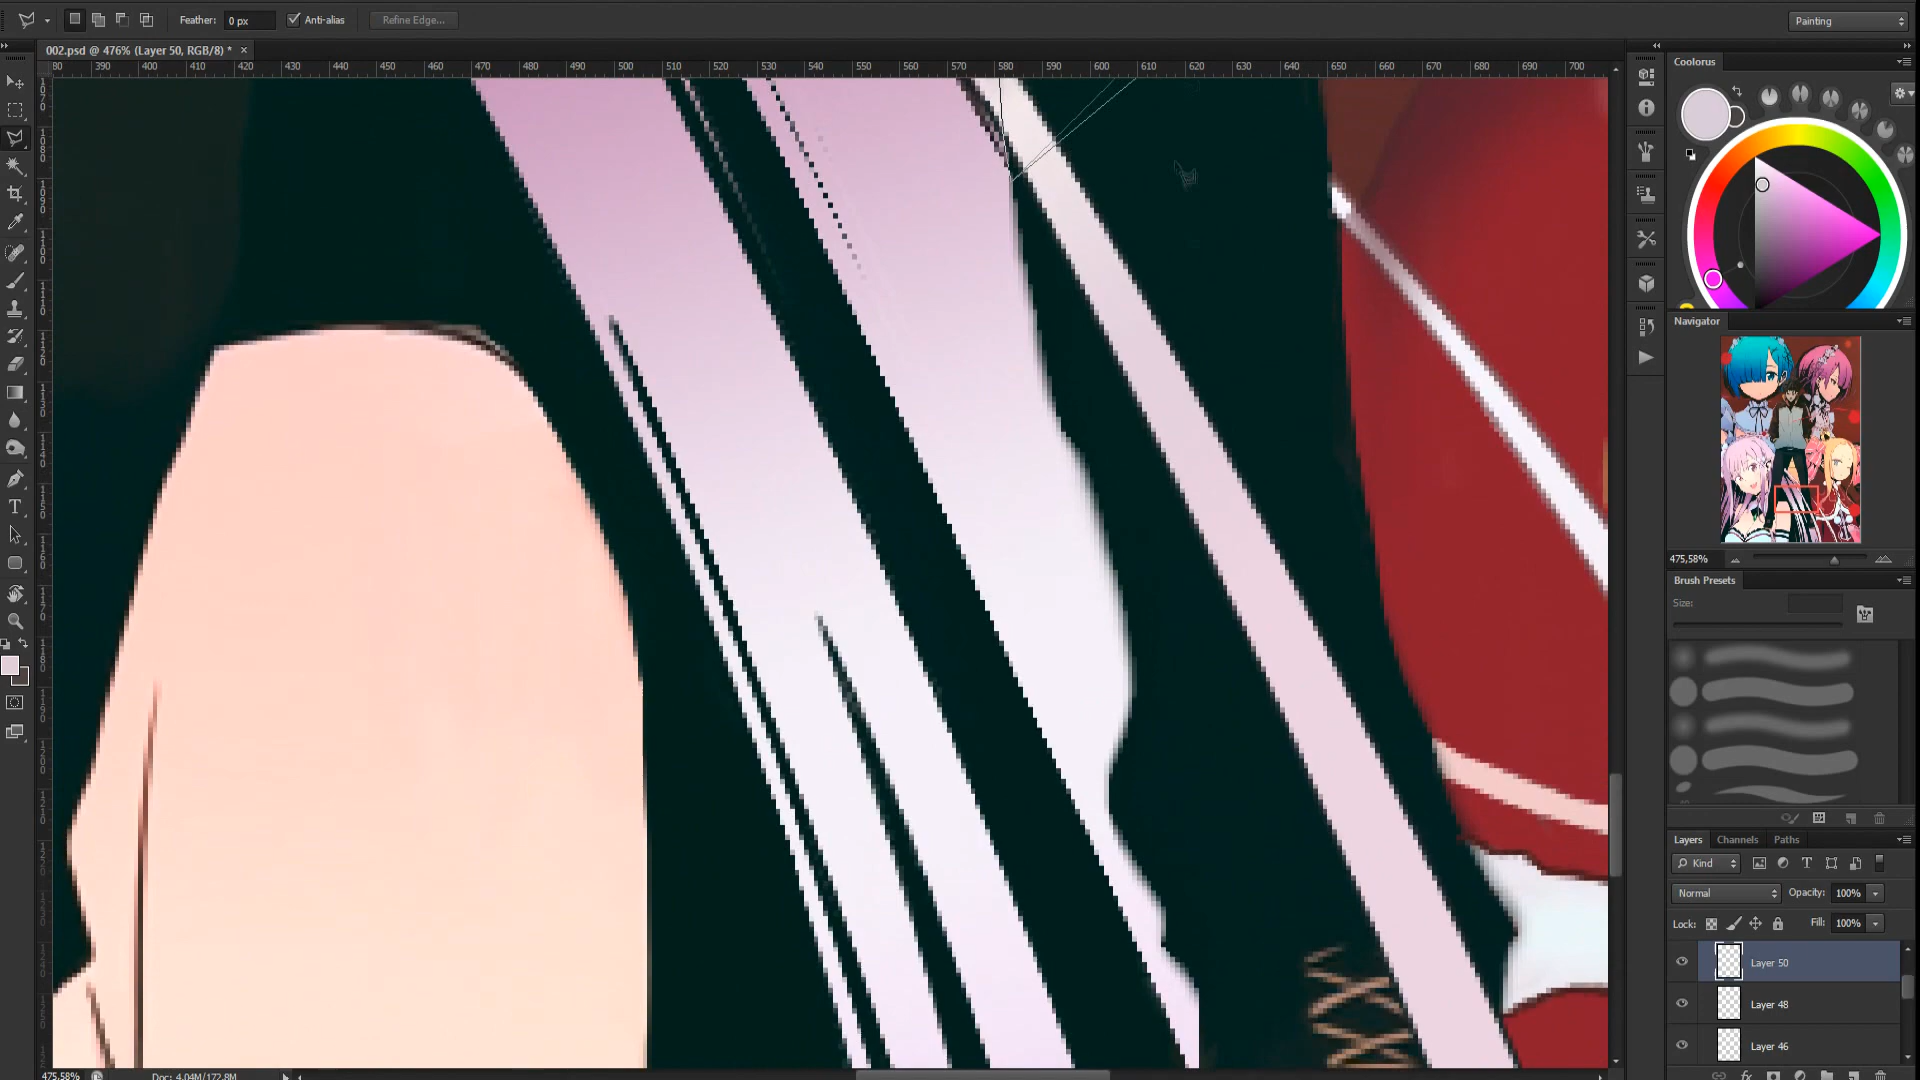 Feather: 0 px Anti-alias Refine Edge... Painting
002.psd @ 476% (Layer 50, RGB/8) * ×
80 390 400 410 420 430 440 450 460 470 480 490 500 510 520 530 540 550 560 570 580 590 600 610 620 630 640 650 660 670 680 690 700
Coolorus
Navigator
475,58%
Brush Presets
Size:
Layers Channels Paths
Kind
Normal Opacity: 100%
Lock: Fill: 100%
Layer 50
Layer 48
Layer 46
475,58% Doc: 4,04M/172,8M